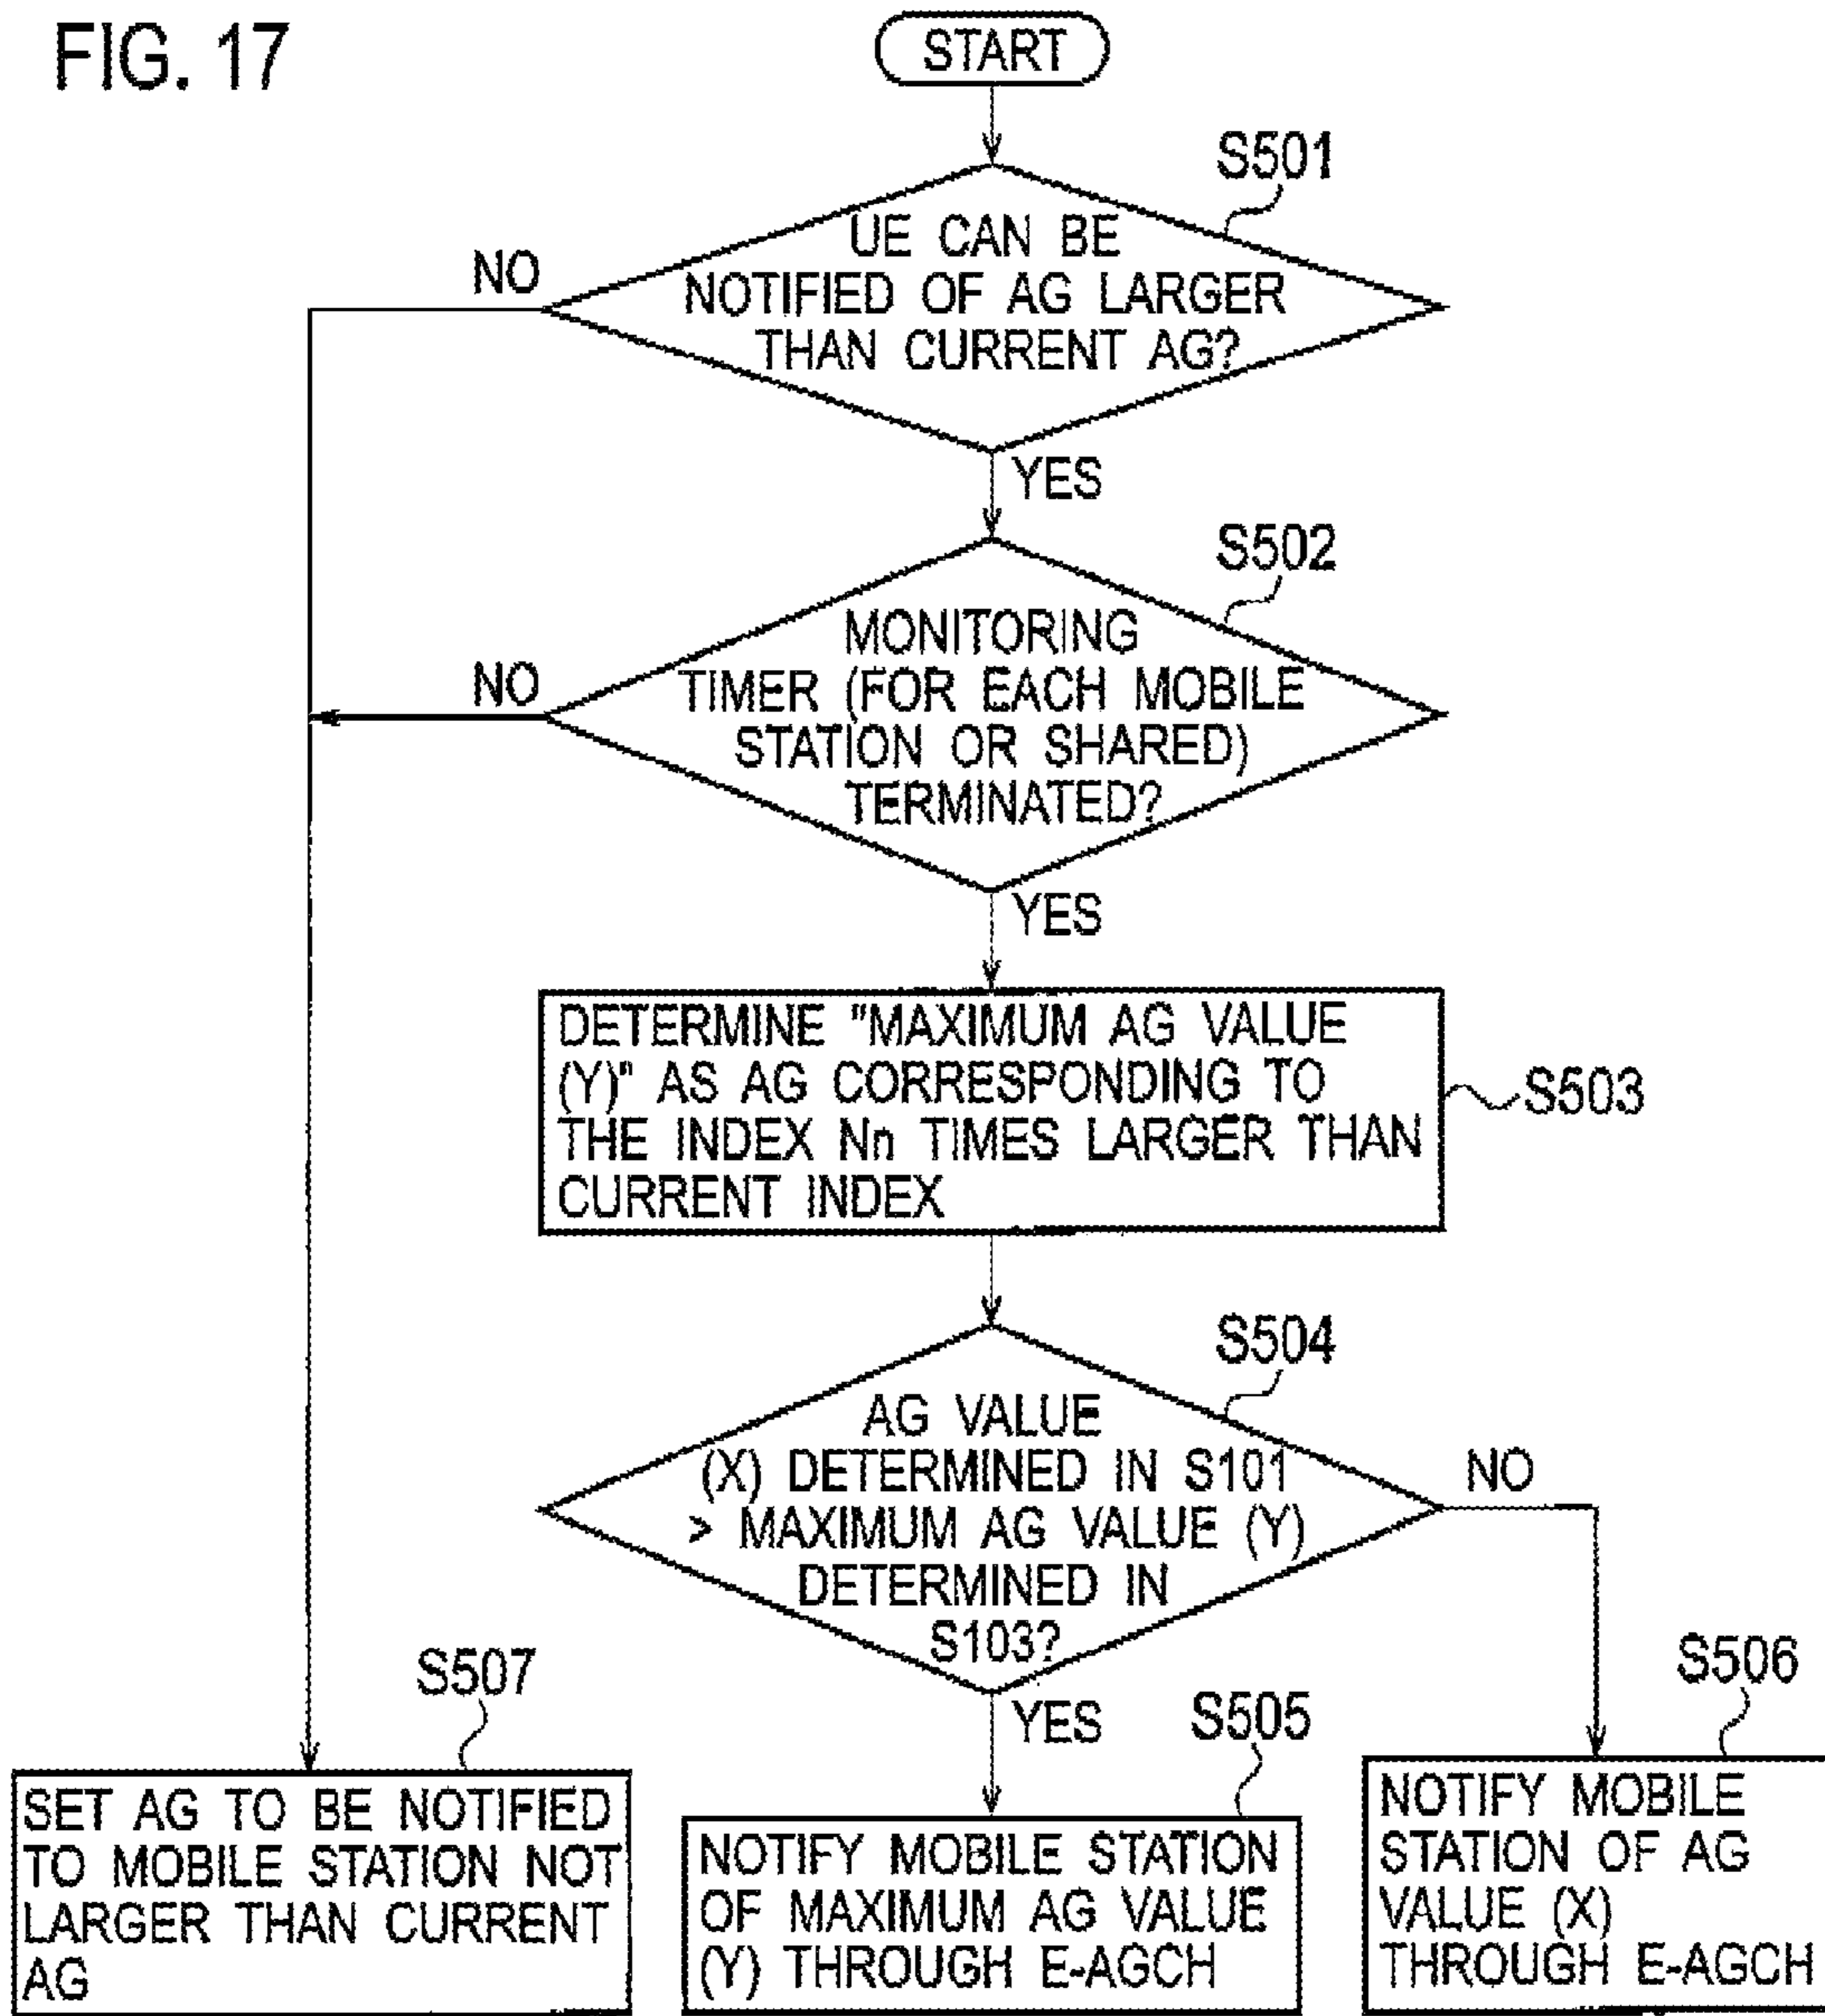 FIG. 17
START
S501
UE CAN BE
NOTIFIED OF AG LARGER
THAN CURRENT AG?
NO
YES
S502
MONITORING
TIMER (FOR EACH MOBILE
STATION OR SHARED)
TERMINATED?
NO
YES
DETERMINE "MAXIMUM AG VALUE
(Y)" AS AG CORRESPONDING TO
THE INDEX Nn TIMES LARGER THAN
CURRENT INDEX
S503
S504
AG VALUE
(X) DETERMINED IN S101
> MAXIMUM AG VALUE (Y)
DETERMINED IN
S103?
NO
YES
S507
SET AG TO BE NOTIFIED
TO MOBILE STATION NOT
LARGER THAN CURRENT
AG
S505
NOTIFY MOBILE STATION
OF MAXIMUM AG VALUE
(Y) THROUGH E-AGCH
S506
NOTIFY MOBILE
STATION OF AG
VALUE (X)
THROUGH E-AGCH